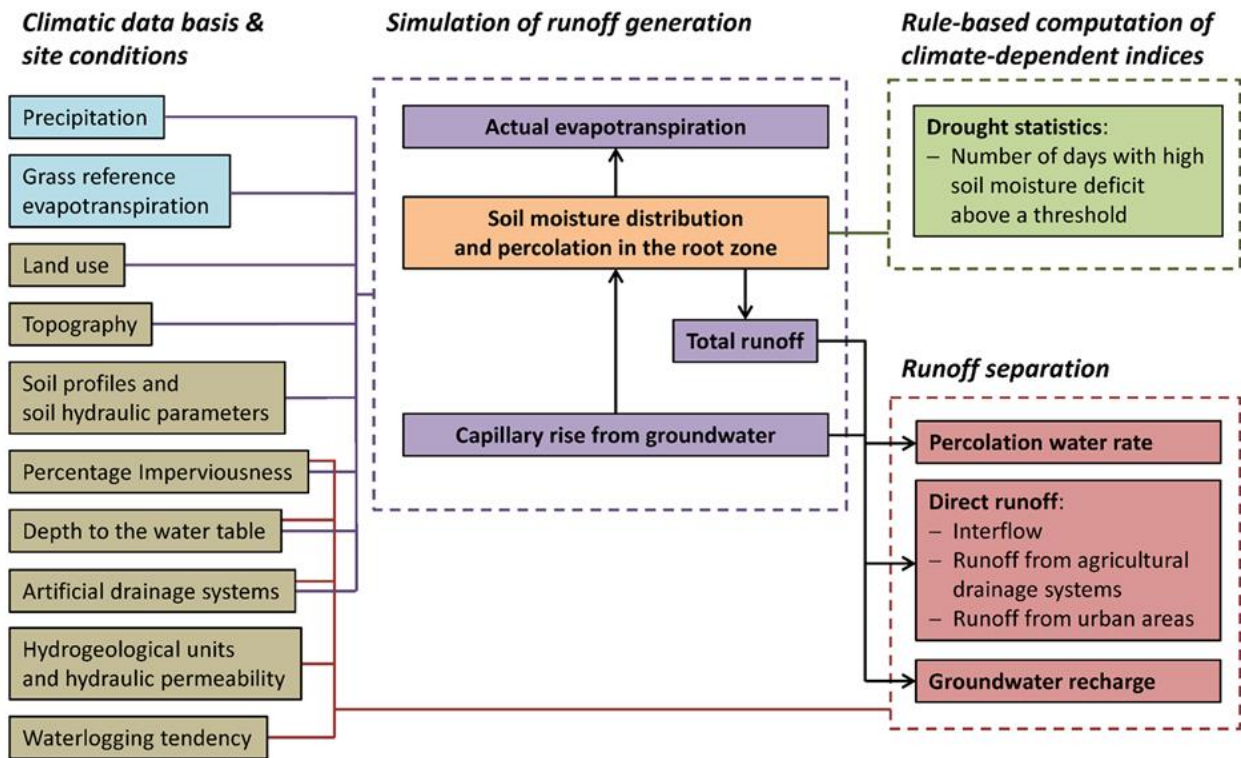 Climatic data basis &
site conditions
Precipitation
Grass reference
evapotranspiration
Land use
Topography
Soil profiles and
soil hydraulic parameters
Percentage Imperviousness
Depth to the water table
Artificial drainage systems
Hydrogeological units
and hydraulic permeability
Waterlogging tendency
Simulation of runoff generation
Actual evapotranspiration
Soil moisture distribution
and percolation in the root zone
Total runoff
Capillary rise from groundwater
Rule-based computation of
climate-dependent indices
Drought statistics:
– Number of days with high
soil moisture deficit
above a threshold
Runoff separation
Percolation water rate
Direct runoff:
– Interflow
– Runoff from agricultural
drainage systems
– Runoff from urban areas
Groundwater recharge